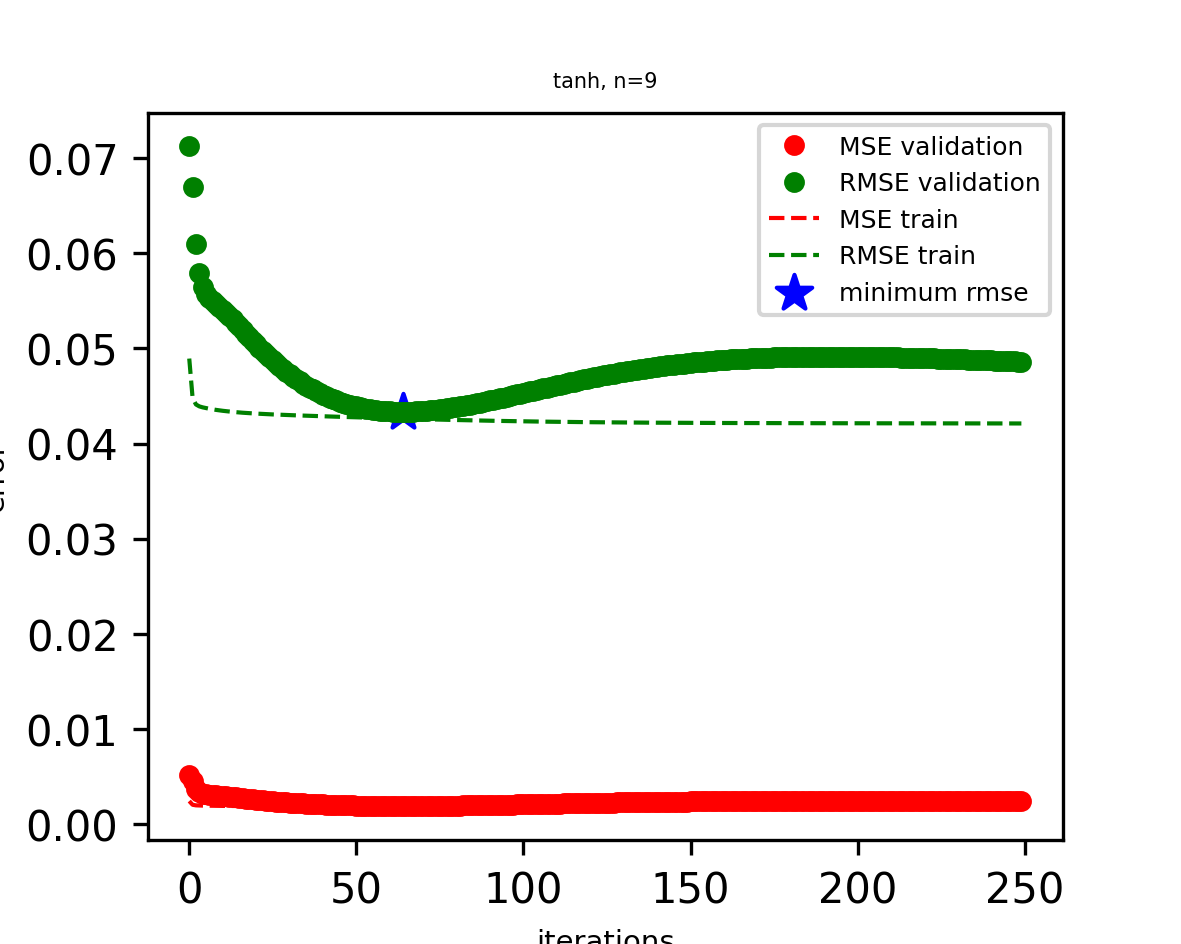 tanh, n=9
0.07
0.06
0.05
0.04
0.03
0.02
0.01
0.00
MSE validation
RMSE validation
MSE train
RMSE train
minimum rmse
0 50 100 150 200 250
iterations